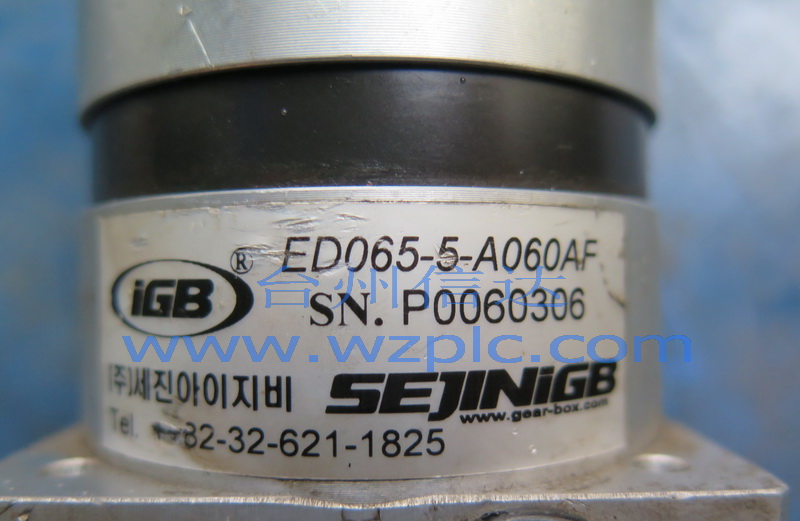 ED065-5-A060AF
iGB®
SN. P0060306
台州信达
www.wzplc.com
(주)세진아이지비
SEJINiGB
www.gear-box.com
Tel. 82-32-621-1825